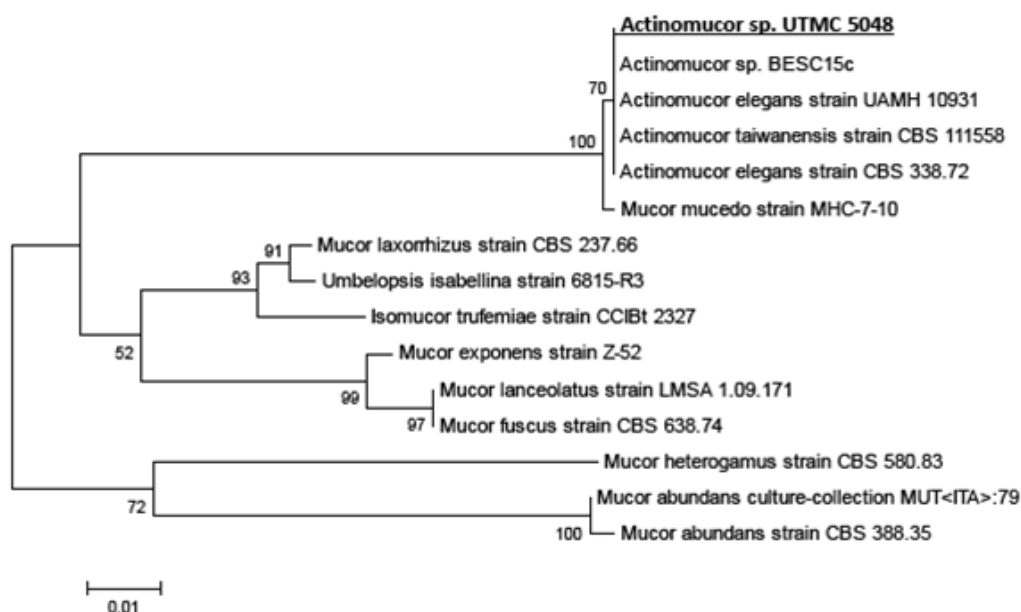 Actinomucor sp. UTMC 5048
Actinomucor sp. BESC15c
70
Actinomucor elegans strain UAMH 10931
Actinomucor taiwanensis strain CBS 111558
100
Actinomucor elegans strain CBS 338.72
Mucor mucedo strain MHC-7-10
Mucor laxorrhizus strain CBS 237.66
91
Umbelopsis isabellina strain 6815-R3
93
Isomucor trufemiae strain CCIBt 2327
52
Mucor exponens strain Z-52
Mucor lanceolatus strain LMSA 1.09.171
99
Mucor fuscus strain CBS 638.74
97
Mucor heterogamus strain CBS 580.83
Mucor abundans culture-collection MUT<ITA>:79
72
Mucor abundans strain CBS 388.35
100
0.01